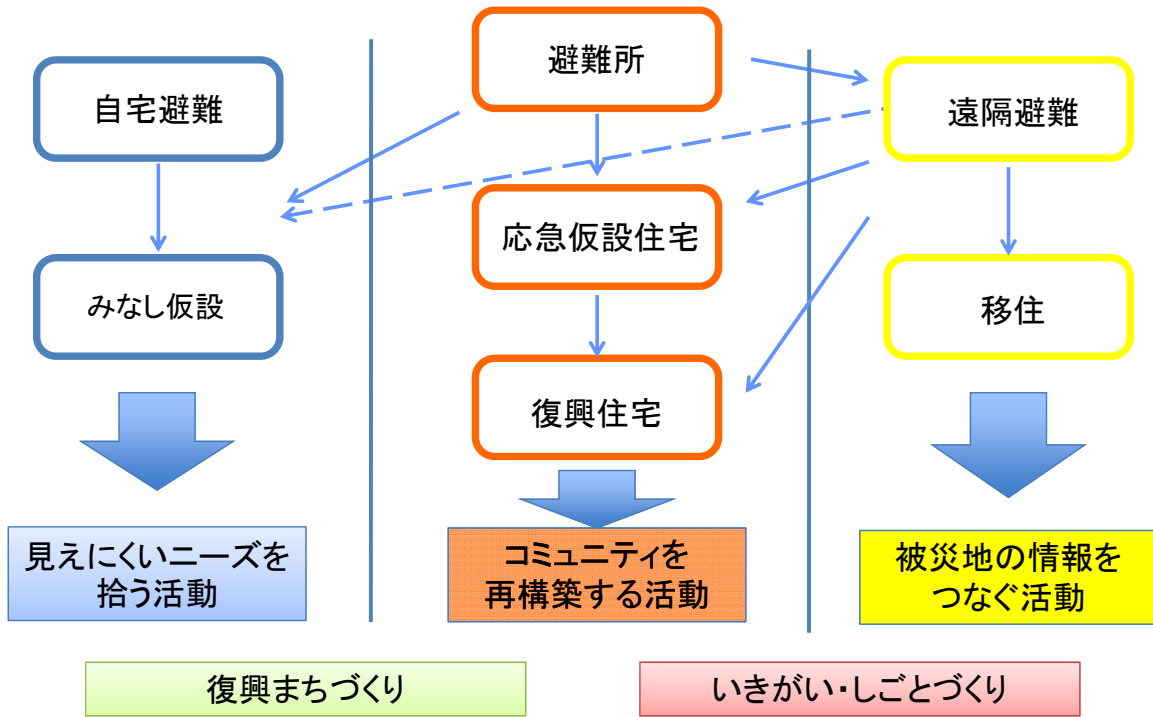 避難所
自宅避難
遠隔避難
応急仮設住宅
みなし仮設
移住
復興住宅
見えにくいニーズを
拾う活動
コミュニティを
再構築する活動
被災地の情報を
つなぐ活動
復興まちづくり
いきがい・しごとづくり